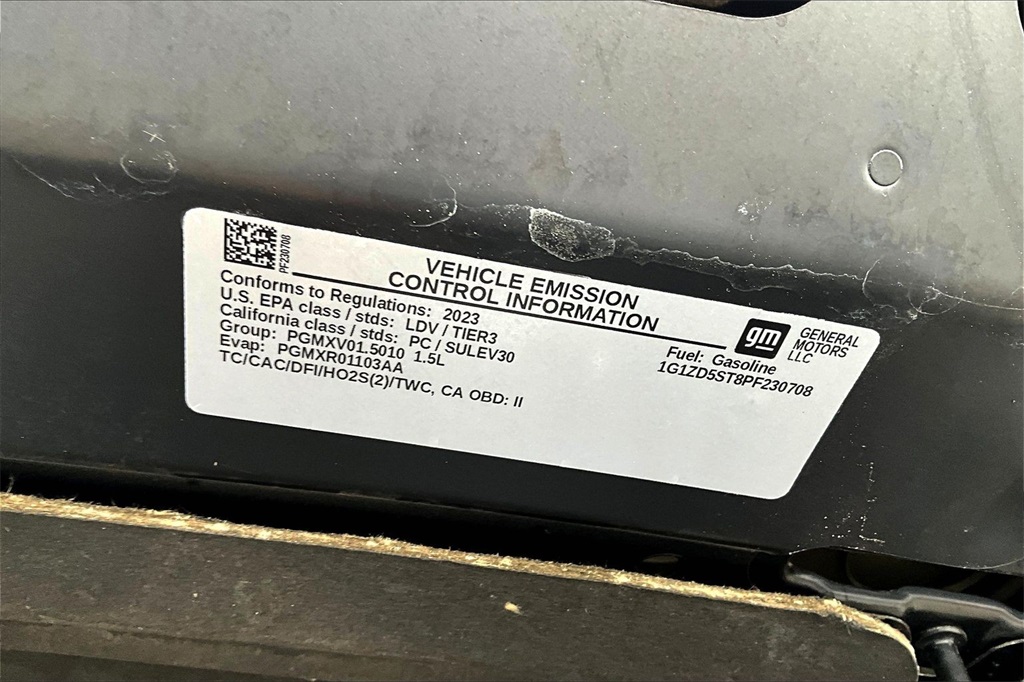 PF230708
VEHICLE EMISSION
CONTROL INFORMATION
Conforms to Regulations: 2023
U.S. EPA class / stds: LDV / TIER3
California class / stds: PC / SULEV30
Group: PGMXV01.5010 1.5L
Evap: PGMXR01103AA
TC/CAC/DFI/HO2S(2)/TWC, CA OBD: II
gm
GENERAL
MOTORS
LLC
Fuel: Gasoline
1G1ZD5ST8PF230708